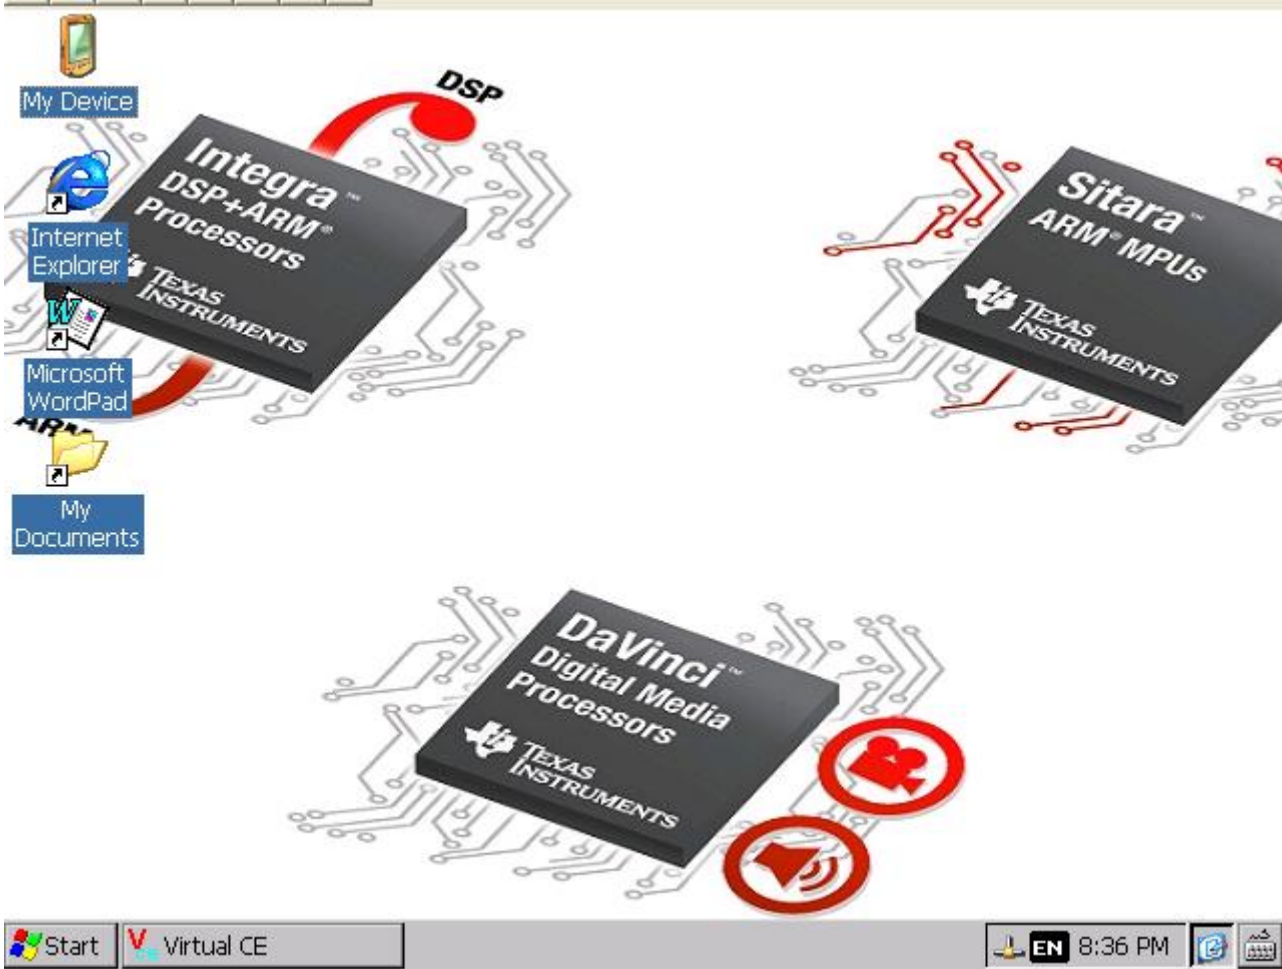 My Device
Internet
Explorer
Microsoft
WordPad
My
Documents
DSP
Integra™
DSP+ARM®
Processors
TEXAS
INSTRUMENTS
ARM
Sitara™
ARM® MPUs
TEXAS
INSTRUMENTS
DaVinci™
Digital Media
Processors
TEXAS
INSTRUMENTS
Start
Virtual CE
EN
8:36 PM